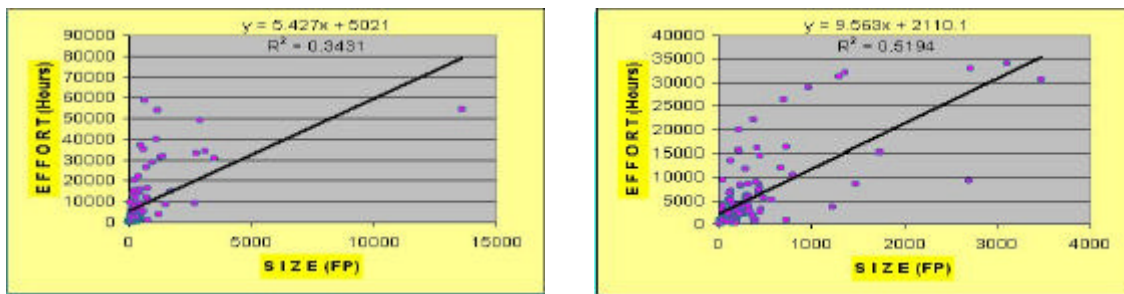 y = 5.427x + 5021
R² = 0.3431
90000
80000
70000
60000
50000
40000
30000
20000
10000
0
0 5000 10000 15000
EFFORT (Hours)
SIZE (FP)
y = 9.563x + 2110.1
R² = 0.5194
40000
35000
30000
25000
20000
15000
10000
5000
0
0 1000 2000 3000 4000
EFFORT (Hours)
SIZE (FP)